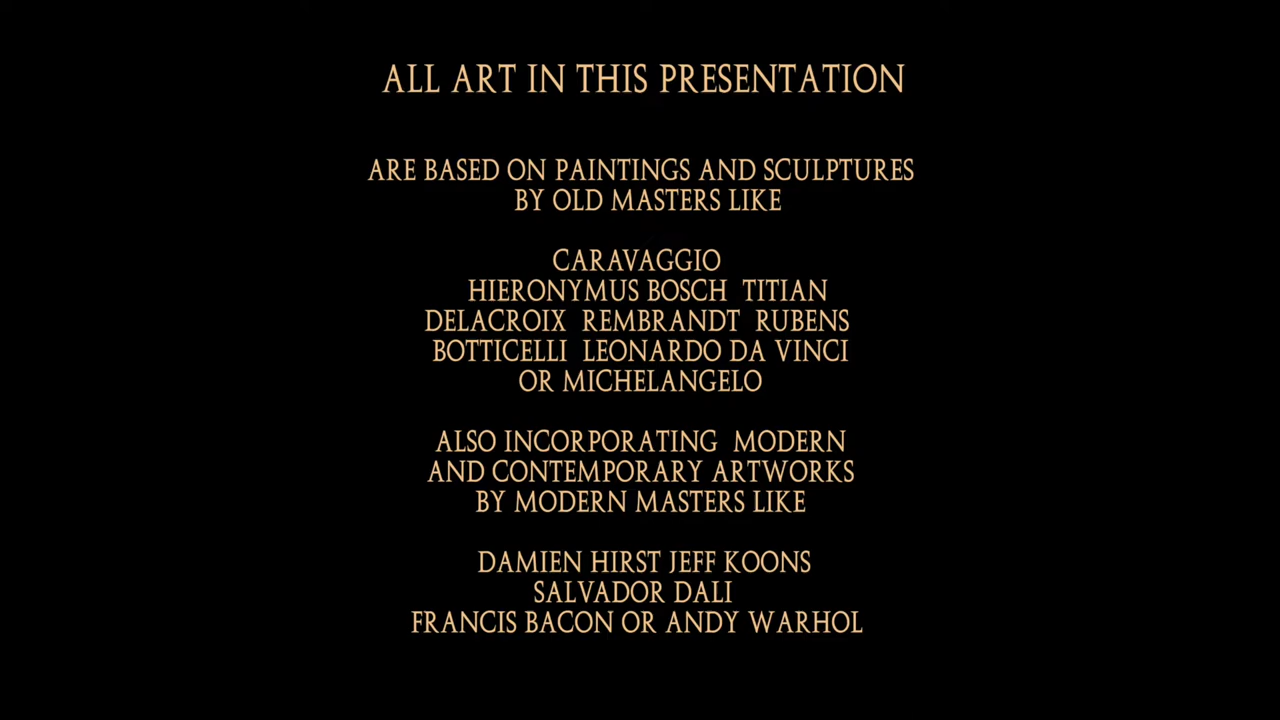 ALL ART IN THIS PRESENTATION
ARE BASED ON PAINTINGS AND SCULPTURES
BY OLD MASTERS LIKE
CARAVAGGIO
HIERONYMUS BOSCH TITIAN
DELACROIX REMBRANDT RUBENS
BOTTICELLI LEONARDO DA VINCI
OR MICHELANGELO
ALSO INCORPORATING MODERN
AND CONTEMPORARY ARTWORKS
BY MODERN MASTERS LIKE
DAMIEN HIRST JEFF KOONS
SALVADOR DALI
FRANCIS BACON OR ANDY WARHOL